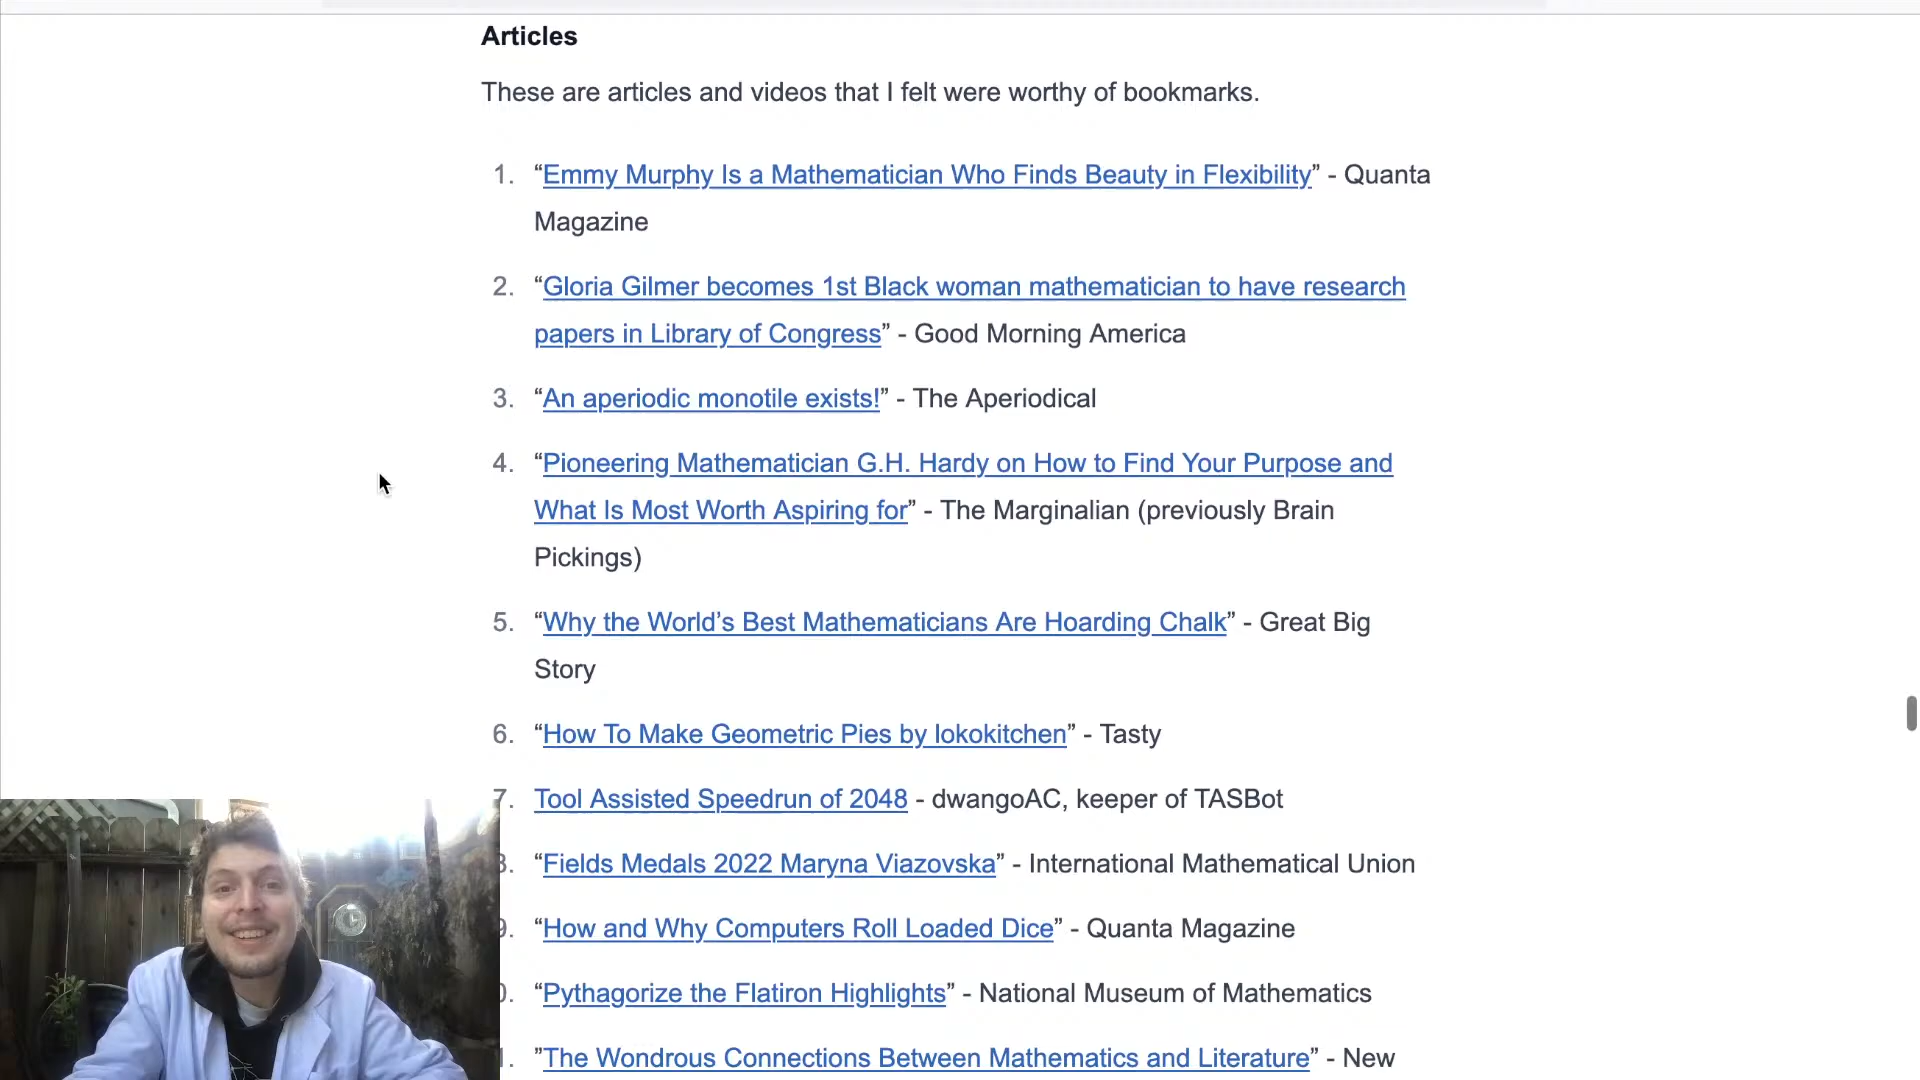 Articles
These are articles and videos that I felt were worthy of bookmarks.
1. “Emmy Murphy Is a Mathematician Who Finds Beauty in Flexibility” - Quanta
Magazine
2. “Gloria Gilmer becomes 1st Black woman mathematician to have research
papers in Library of Congress” - Good Morning America
3. “An aperiodic monotile exists!” - The Aperiodical
4. “Pioneering Mathematician G.H. Hardy on How to Find Your Purpose and
What Is Most Worth Aspiring for” - The Marginalian (previously Brain
Pickings)
5. “Why the World’s Best Mathematicians Are Hoarding Chalk” - Great Big
Story
6. “How To Make Geometric Pies by lokokitchen” - Tasty
7. Tool Assisted Speedrun of 2048 - dwangoAC, keeper of TASBot
8. “Fields Medals 2022 Maryna Viazovska” - International Mathematical Union
9. “How and Why Computers Roll Loaded Dice” - Quanta Magazine
“Pythagorize the Flatiron Highlights” - National Museum of Mathematics
”The Wondrous Connections Between Mathematics and Literature” - New